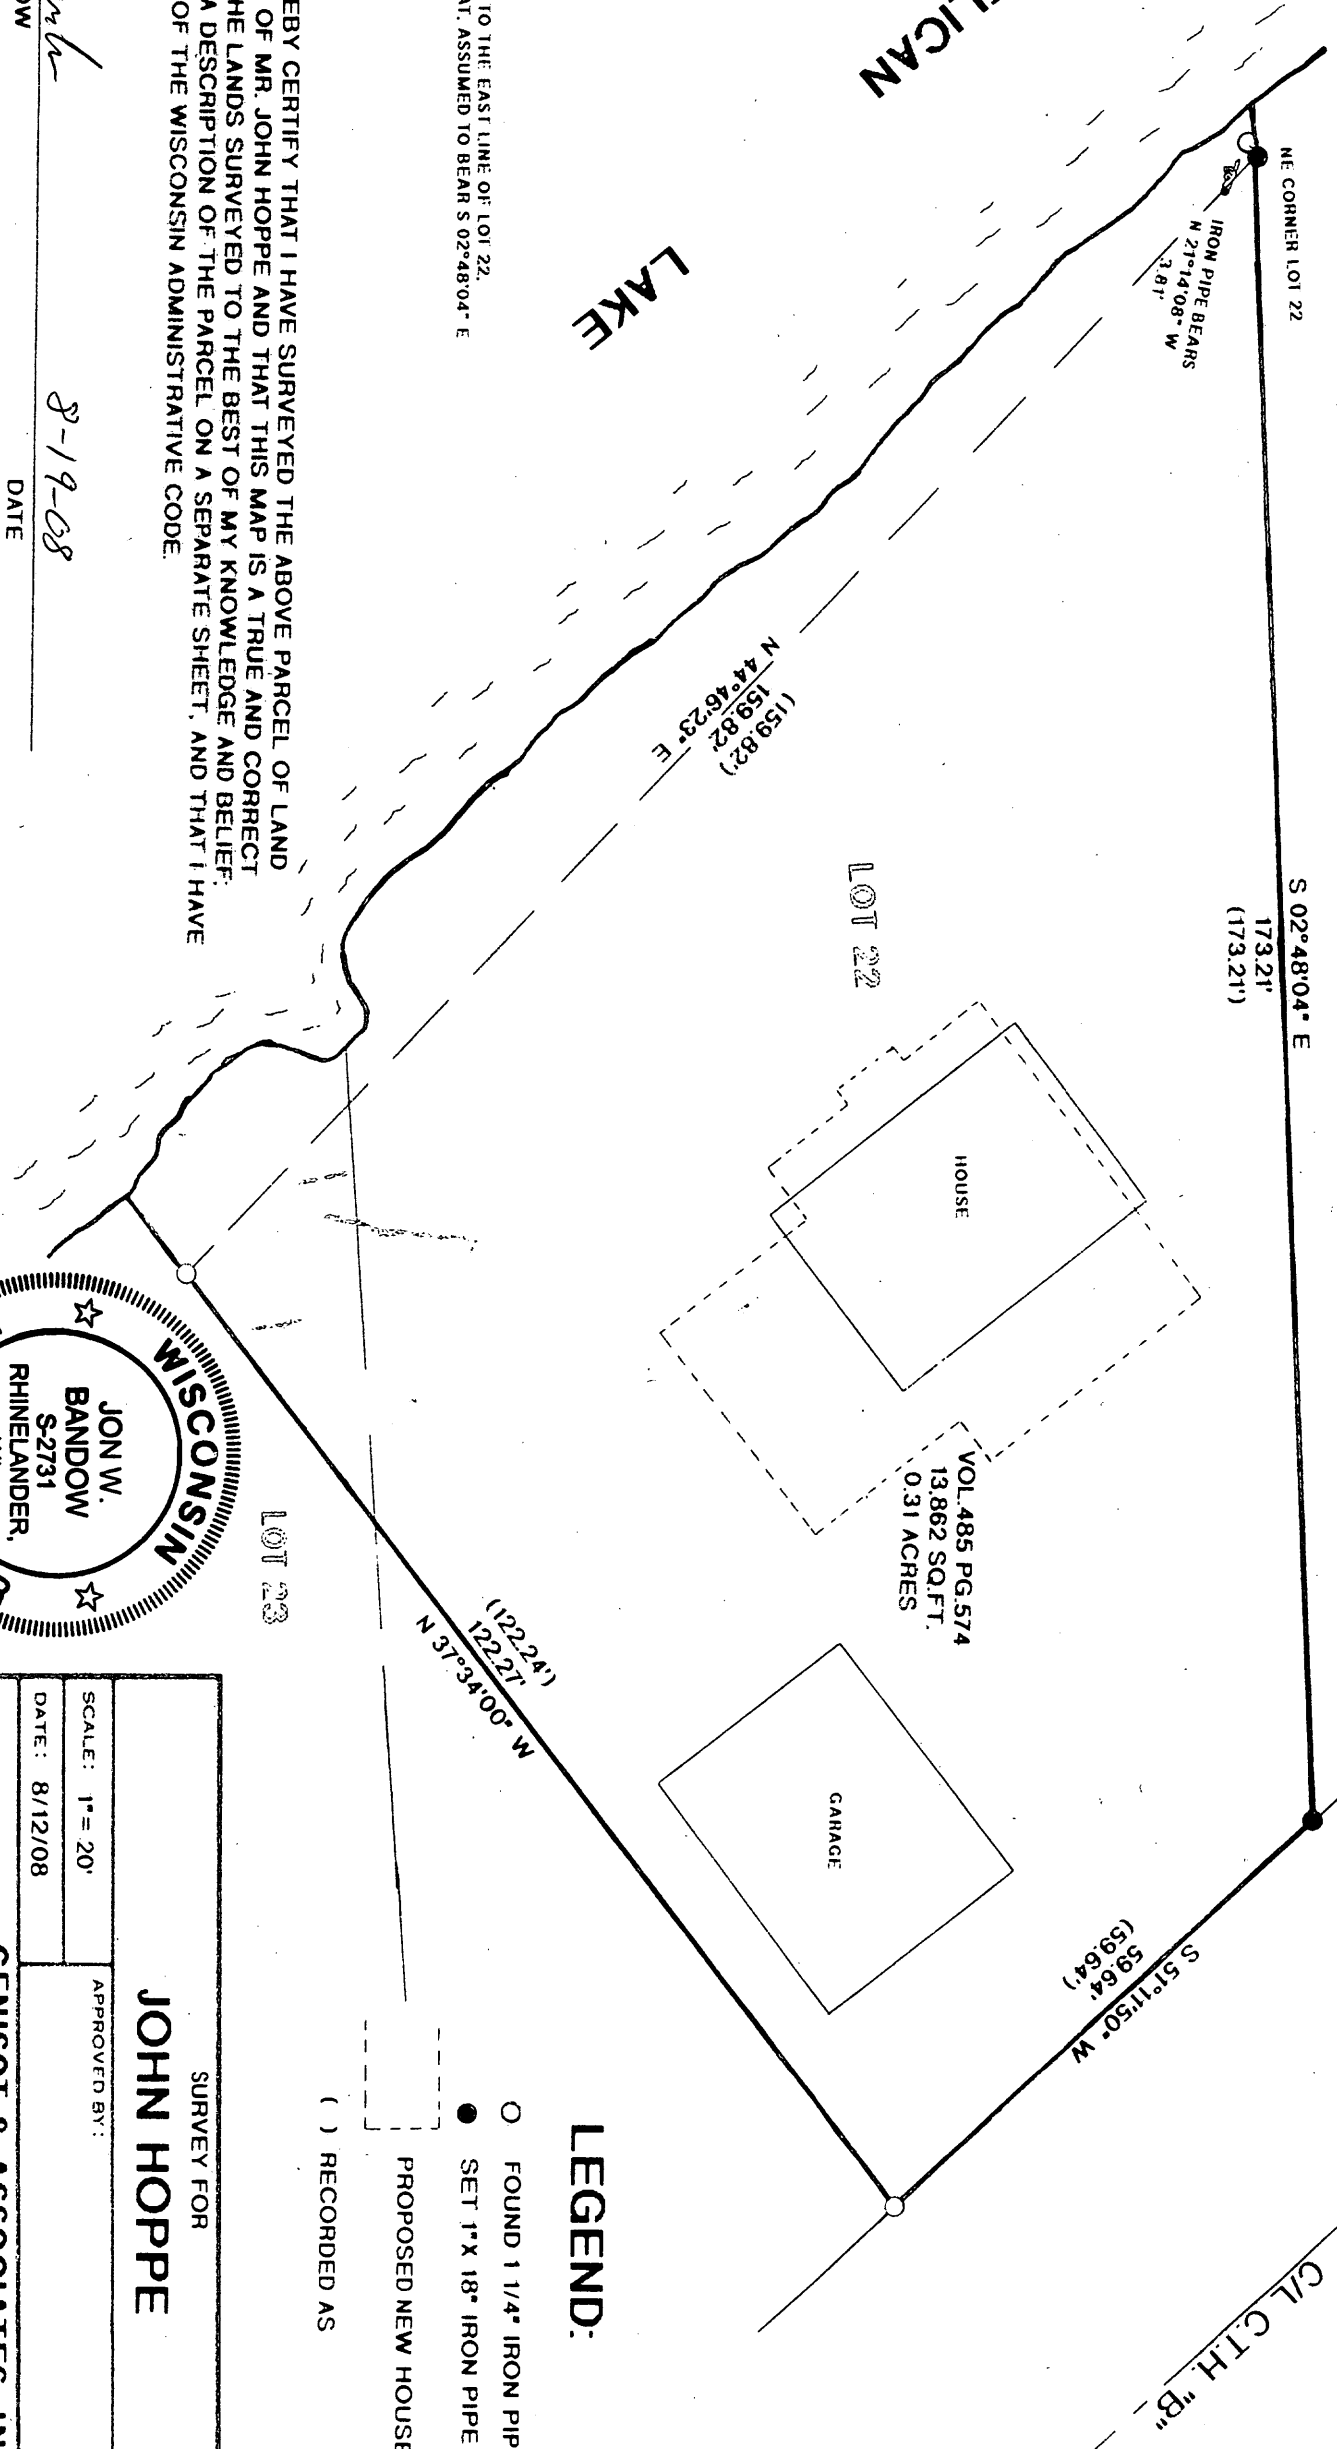 LICAN
LAKE
NE CORNER LOT 22
IRON PIPE BEARS
N 21°14'08" W
3.81'
S 02°48'04" E
173.21'
(173.21')
TO THE EAST LINE OF LOT 22.
AT. ASSUMED TO BEAR S 02°48'04" E
(159.82')
159.82'
N 44°46'23" E
LOT 22
HOUSE
VOL.485 PG.574
13,862 SQ.FT.
0.31 ACRES
GARAGE
S 51°11'50" W
59.64'
(59.64')
(122.24')
122.27'
N 37°34'00" W
LOT 23
C/L C.T.H. "B"
EBY CERTIFY THAT I HAVE SURVEYED THE ABOVE PARCEL OF LAND
OF MR. JOHN HOPPE AND THAT THIS MAP IS A TRUE AND CORRECT
HE LANDS SURVEYED TO THE BEST OF MY KNOWLEDGE AND BELIEF;
A DESCRIPTION OF THE PARCEL ON A SEPARATE SHEET, AND THAT I HAVE
OF THE WISCONSIN ADMINISTRATIVE CODE.
8-19-08
OW
DATE
WISCONSIN
JON W.
BANDOW
S-2731
RHINELANDER,
LEGEND:
FOUND 1 1/4" IRON PIP
SET 1" X 18" IRON PIPE
PROPOSED NEW HOUSE
( ) RECORDED AS
SURVEY FOR
JOHN HOPPE
SCALE: 1" = 20'
APPROVED BY:
DATE: 8/12/08
GENISOT & ASSOCIATES, IN